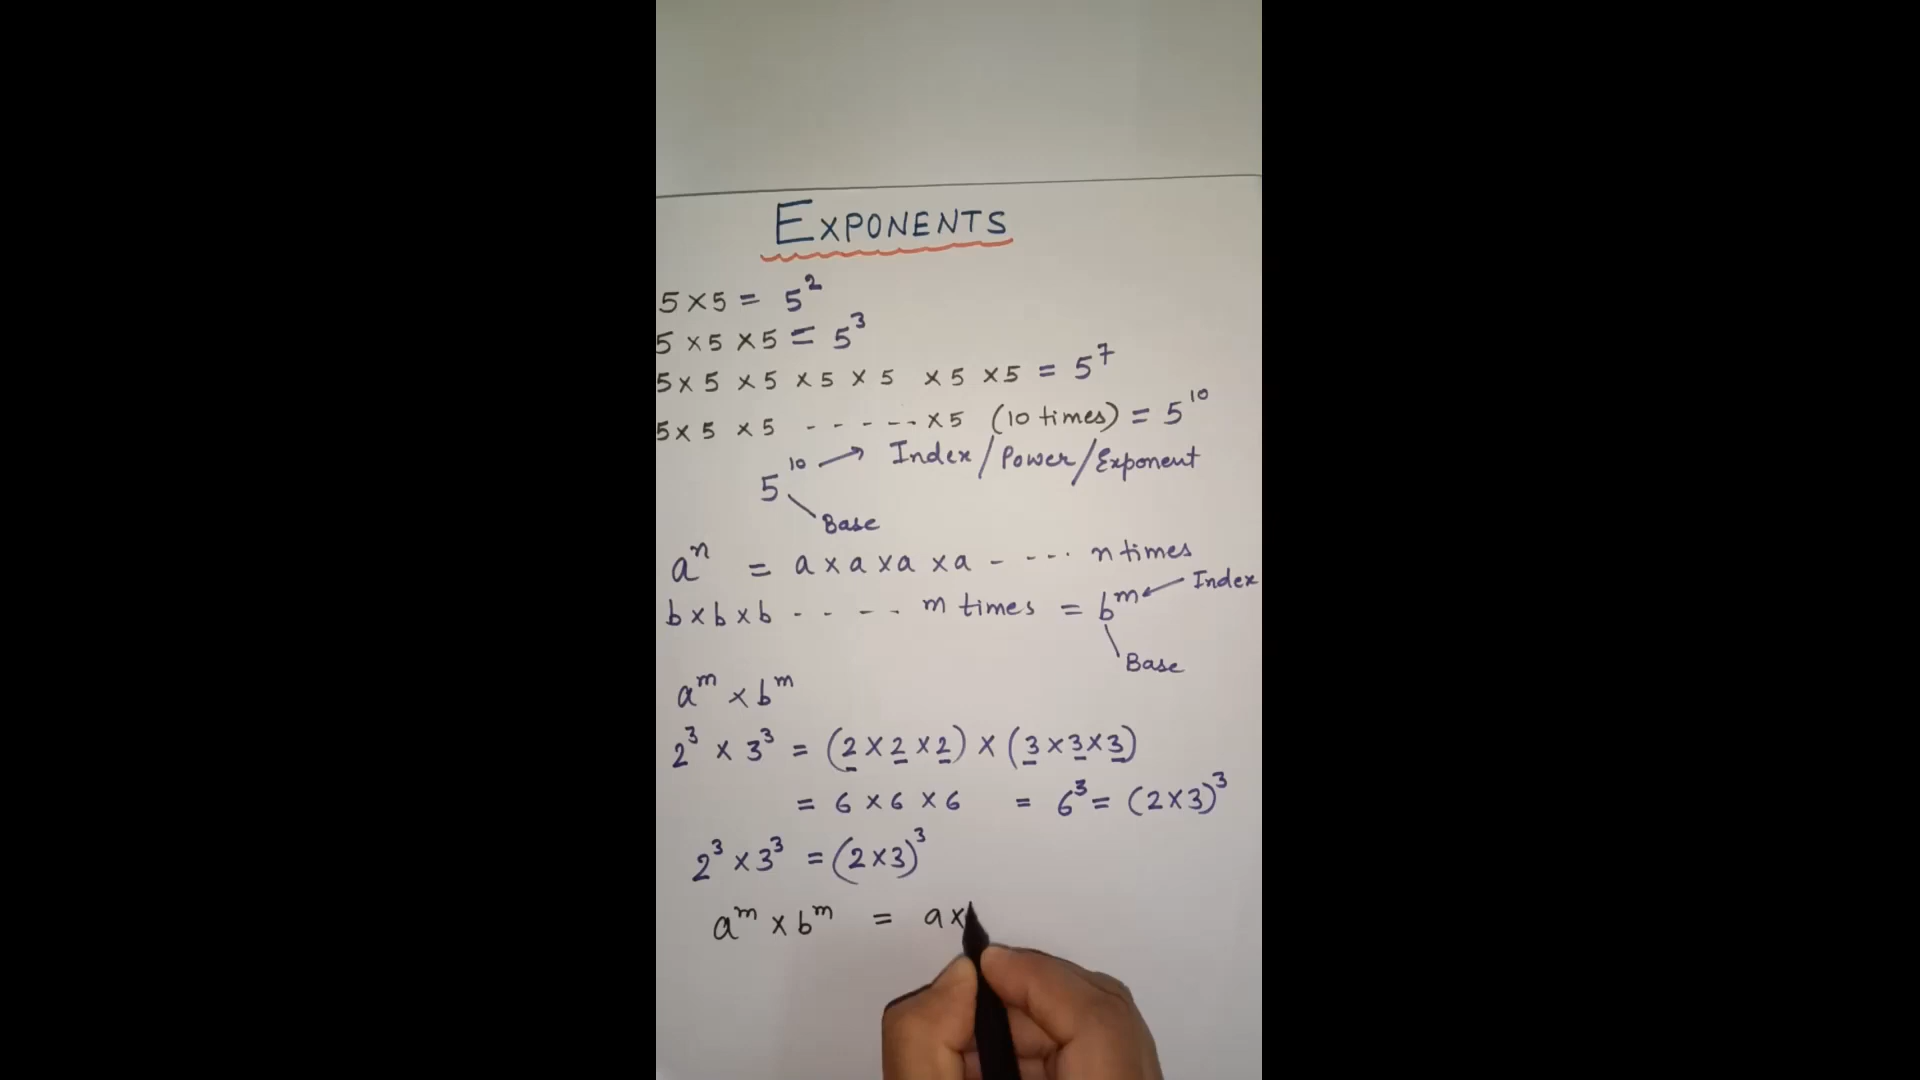 EXPONENTS
5 × 5 = 5²
5 × 5 × 5 = 5³
5 × 5 × 5 × 5 × 5 × 5 × 5 = 5⁷
5 × 5 × 5 - - - - - - × 5 (10 times) = 5¹⁰
5¹⁰ → Index/Power/Exponent
Base
aⁿ = a × a × a × a - - - - · n times
b × b × b - - - - - m times = bᵐ ← Index
Base
aᵐ × bᵐ
2³ × 3³ = (2 × 2 × 2) × (3 × 3 × 3)
= 6 × 6 × 6 = 6³ = (2 × 3)³
2³ × 3³ = (2 × 3)³
aᵐ × bᵐ = a ×